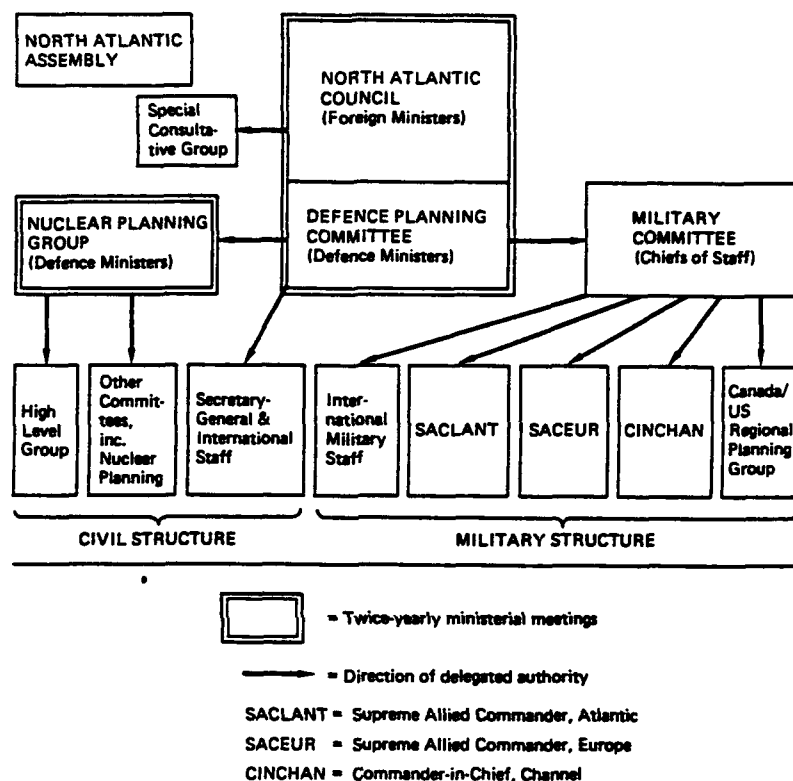 NORTH ATLANTIC
ASSEMBLY
NORTH ATLANTIC
COUNCIL
(Foreign Ministers)
Special
Consulta-
tive Group
NUCLEAR PLANNING
GROUP
(Defence Ministers)
DEFENCE PLANNING
COMMITTEE
(Defence Ministers)
MILITARY
COMMITTEE
(Chiefs of Staff)
High
Level
Group
Other
Commit-
tees,
inc.
Nuclear
Planning
Secretary-
General &
International
Staff
Inter-
national
Military
Staff
SACLANT
SACEUR
CINCHAN
Canada/
US
Regional
Planning
Group
CIVIL STRUCTURE
MILITARY STRUCTURE
= Twice-yearly ministerial meetings
= Direction of delegated authority
SACLANT = Supreme Allied Commander, Atlantic
SACEUR = Supreme Allied Commander, Europe
CINCHAN = Commander-in-Chief, Channel